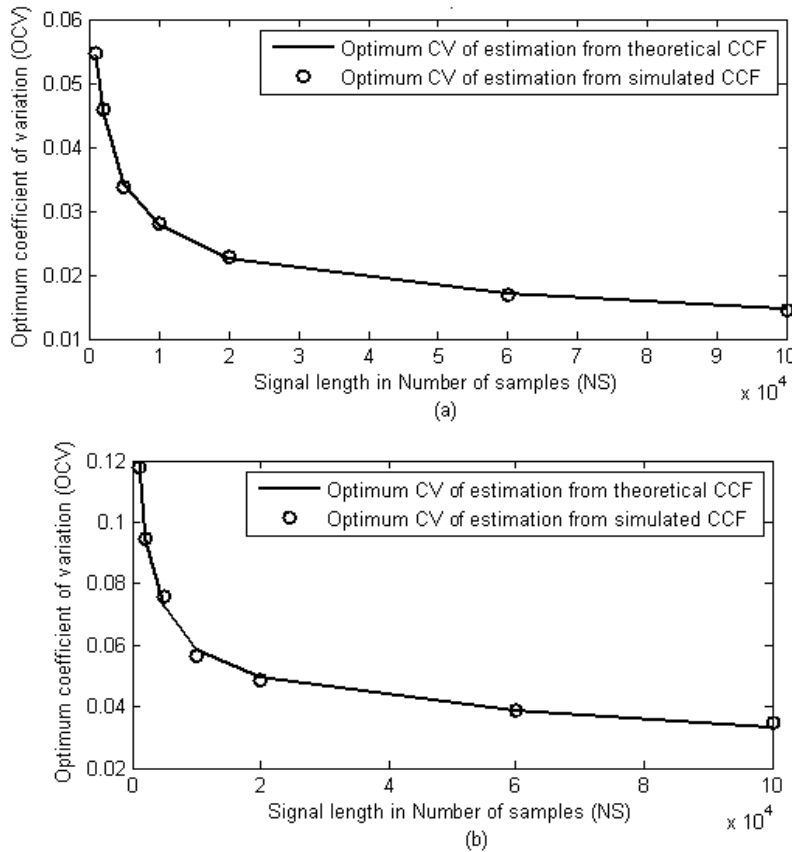 (a)
Optimum coefficient of variation (OCV)
0.06
0.05
0.04
0.03
0.02
0.01
Optimum CV of estimation from theoretical CCF
Optimum CV of estimation from simulated CCF
0 1 2 3 4 5 6 7 8 9 10
Signal length in Number of samples (NS)
x 10^4
Optimum coefficient of variation (OCV)
0.12
0.1
0.08
0.06
0.04
0.02
Optimum CV of estimation from theoretical CCF
Optimum CV of estimation from simulated CCF
0 2 4 6 8 10
Signal length in Number of samples (NS)
x 10^4
(b)